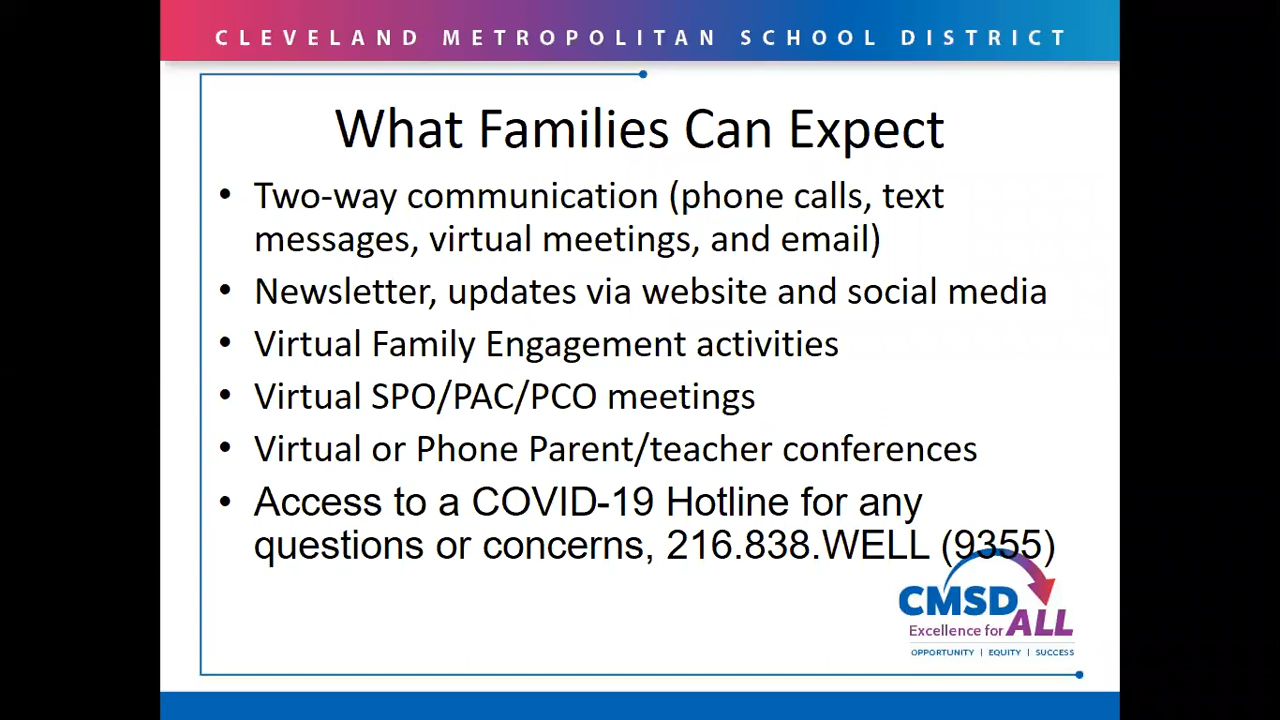 CLEVELAND METROPOLITAN SCHOOL DISTRICT
What Families Can Expect
• Two-way communication (phone calls, text
messages, virtual meetings, and email)
• Newsletter, updates via website and social media
• Virtual Family Engagement activities
• Virtual SPO/PAC/PCO meetings
• Virtual or Phone Parent/teacher conferences
• Access to a COVID-19 Hotline for any
questions or concerns, 216.838.WELL (9355)
CMSD
Excellence for ALL
OPPORTUNITY | EQUITY | SUCCESS